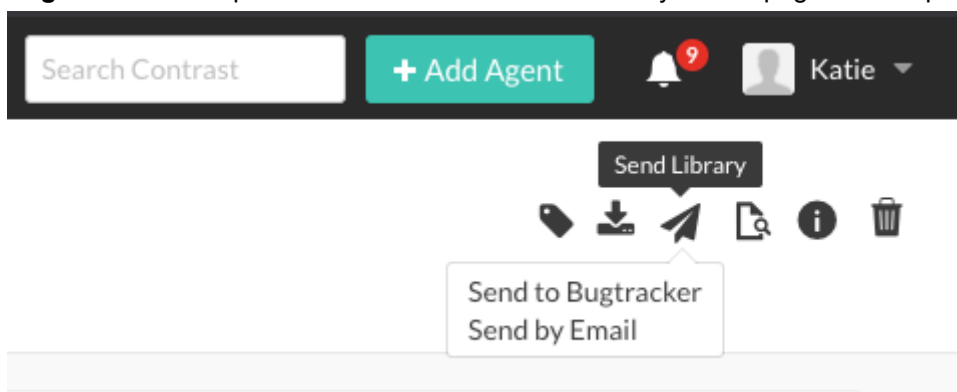 Search Contrast
+ Add Agent
9
Katie
Send Library
Send to Bugtracker
Send by Email